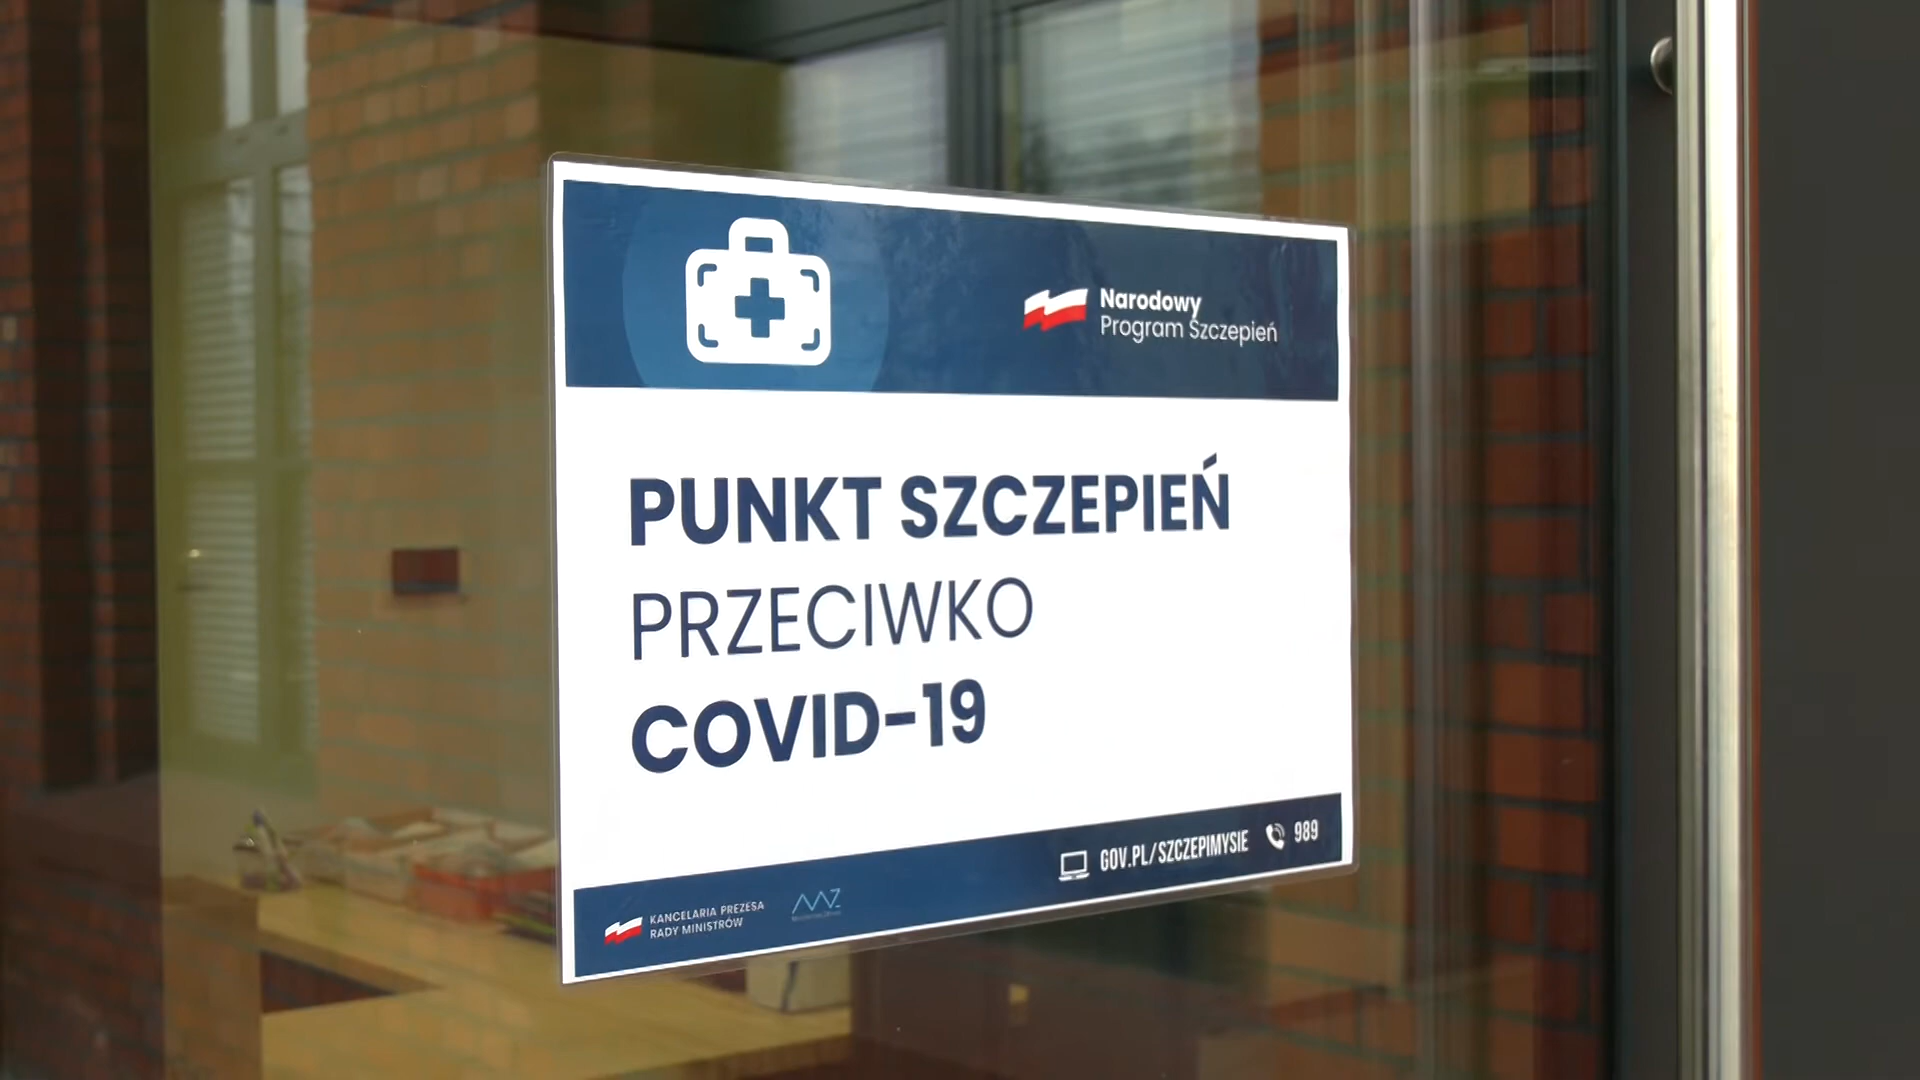 Narodowy
Program Szczepień
PUNKT SZCZEPIEŃ
PRZECIWKO
COVID-19
GOV.PL/SZCZEPIMYSIE 989
KANCELARIA PREZESA
RADY MINISTRÓW